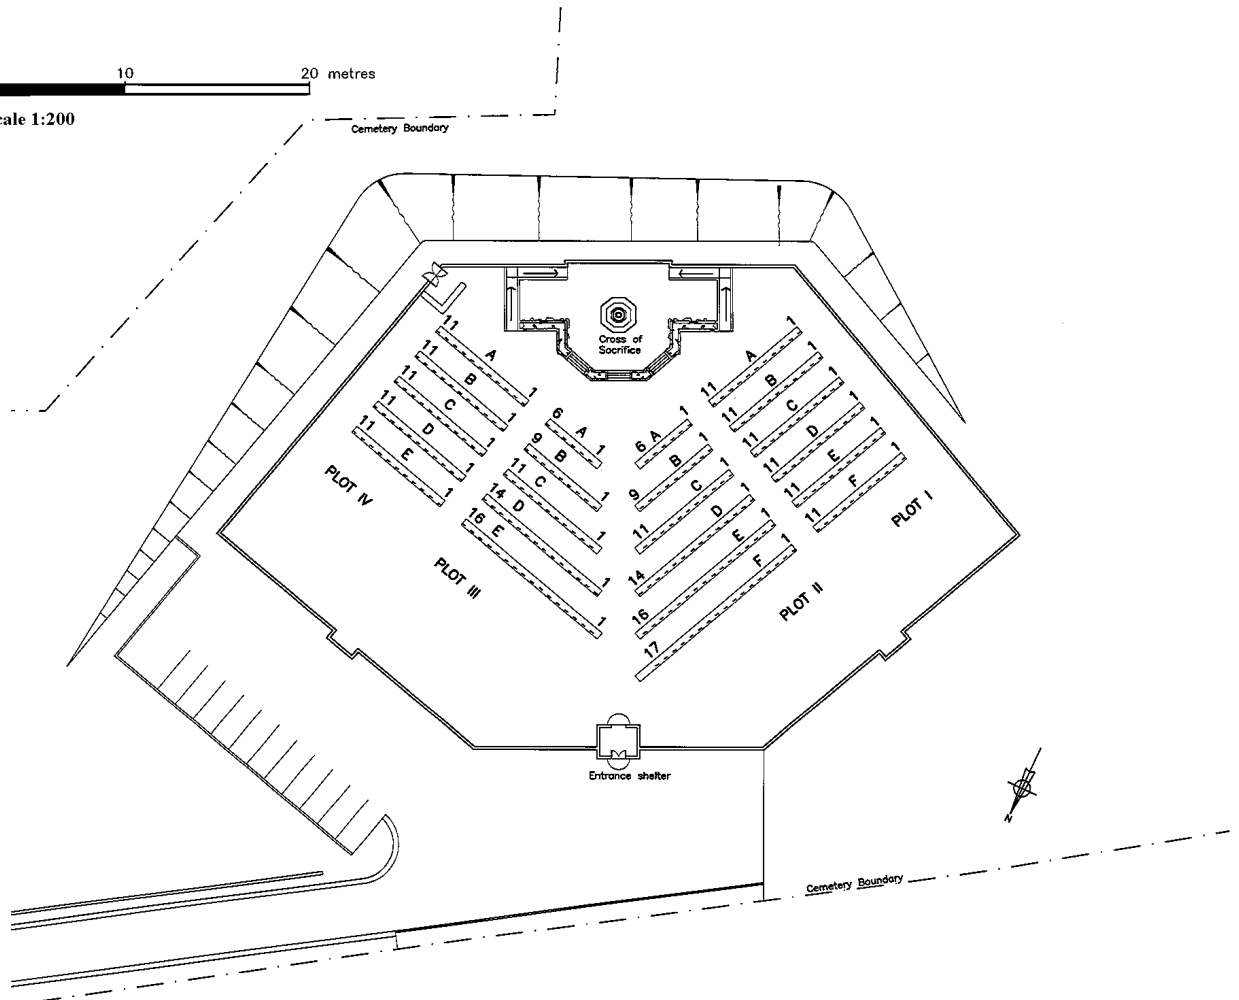 10 20 metres
cale 1:200
Cemetery Boundary
Cross of
Sacrifice
11 A 1
11 B 1
11 C 1
11 D 1
11 E 1
PLOT IV
6 A 1
9 B 1
11 C 1
14 D 1
16 E 1
PLOT III
6 A 1
9 B 1
11 C 1
14 D 1
16 E 1
17 F 1
PLOT II
11 A 1
11 B 1
11 C 1
11 D 1
11 E 1
11 F 1
PLOT I
Entrance shelter
N
Cemetery Boundary